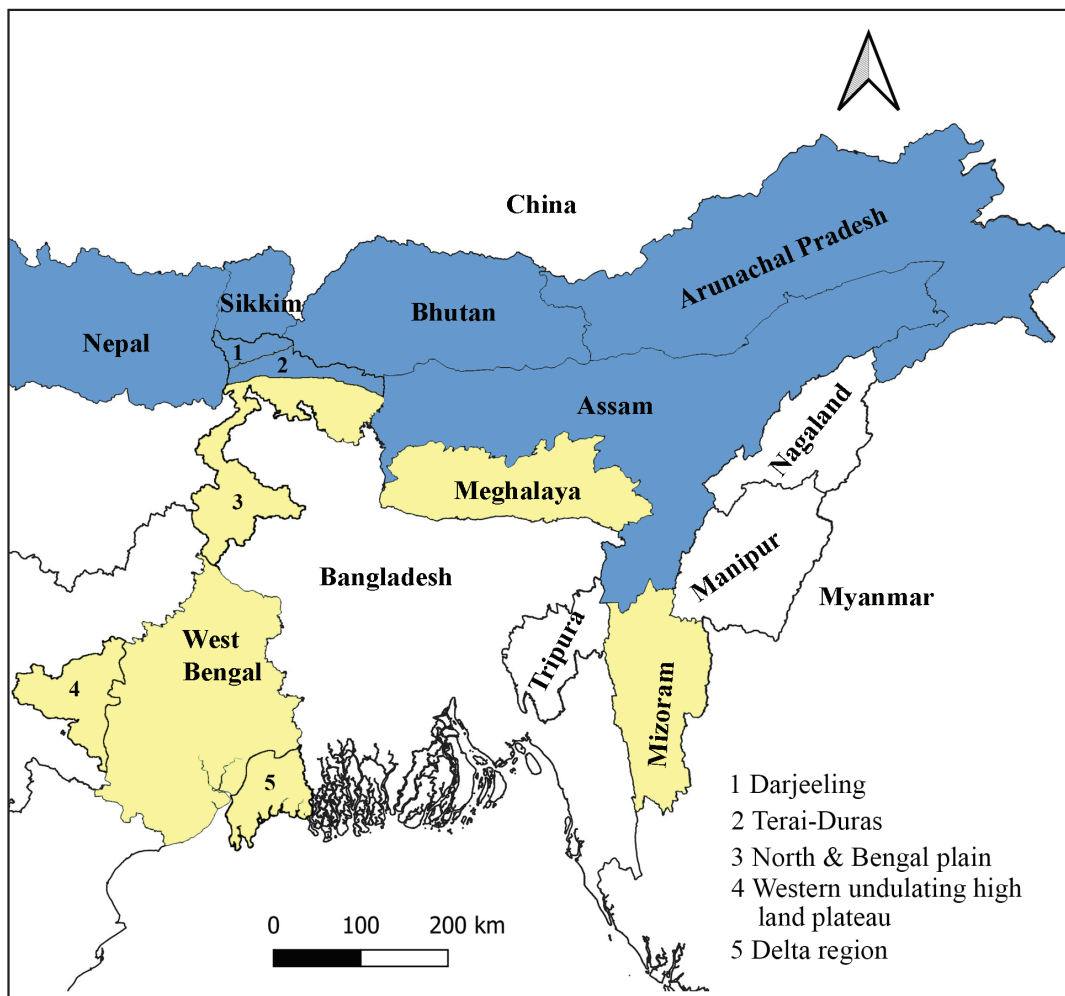 China
Arunachal Pradesh
Sikkim
Bhutan
Nepal
1
2
Assam
Nagaland
Meghalaya
3
Manipur
Bangladesh
Myanmar
West
Bengal
Tripura
4
Mizoram
5
1 Darjeeling
2 Terai-Duras
3 North & Bengal plain
4 Western undulating high
land plateau
5 Delta region
0 100 200 km